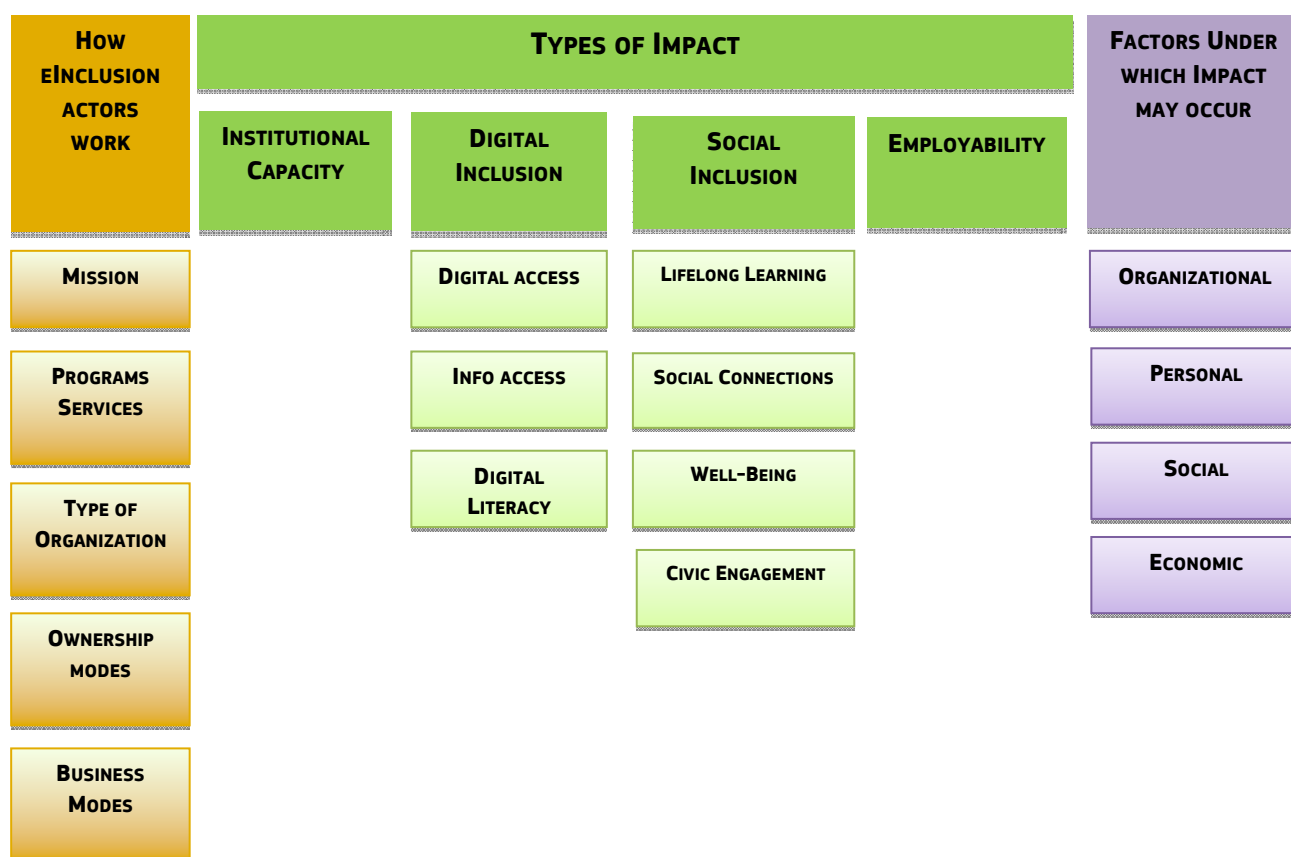 How
eInclusion
actors
work
Types of Impact
Factors Under
which Impact
may occur
Institutional
Capacity
Digital
Inclusion
Social
Inclusion
Employability
Mission
Programs
Services
Type of
Organization
Ownership
modes
Business
Modes
Digital access
Info access
Digital
Literacy
Lifelong Learning
Social Connections
Well-Being
Civic Engagement
Organizational
Personal
Social
Economic